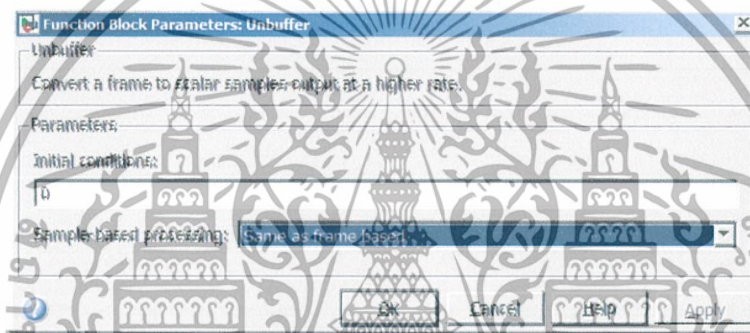 Function Block Parameters: Unbuffer
Unbuffer
Convert a frame to scalar samples output at a higher rate.
Parameters
Initial conditions:
0
Sample-based processing: Same as frame based
OK Cancel Help Apply